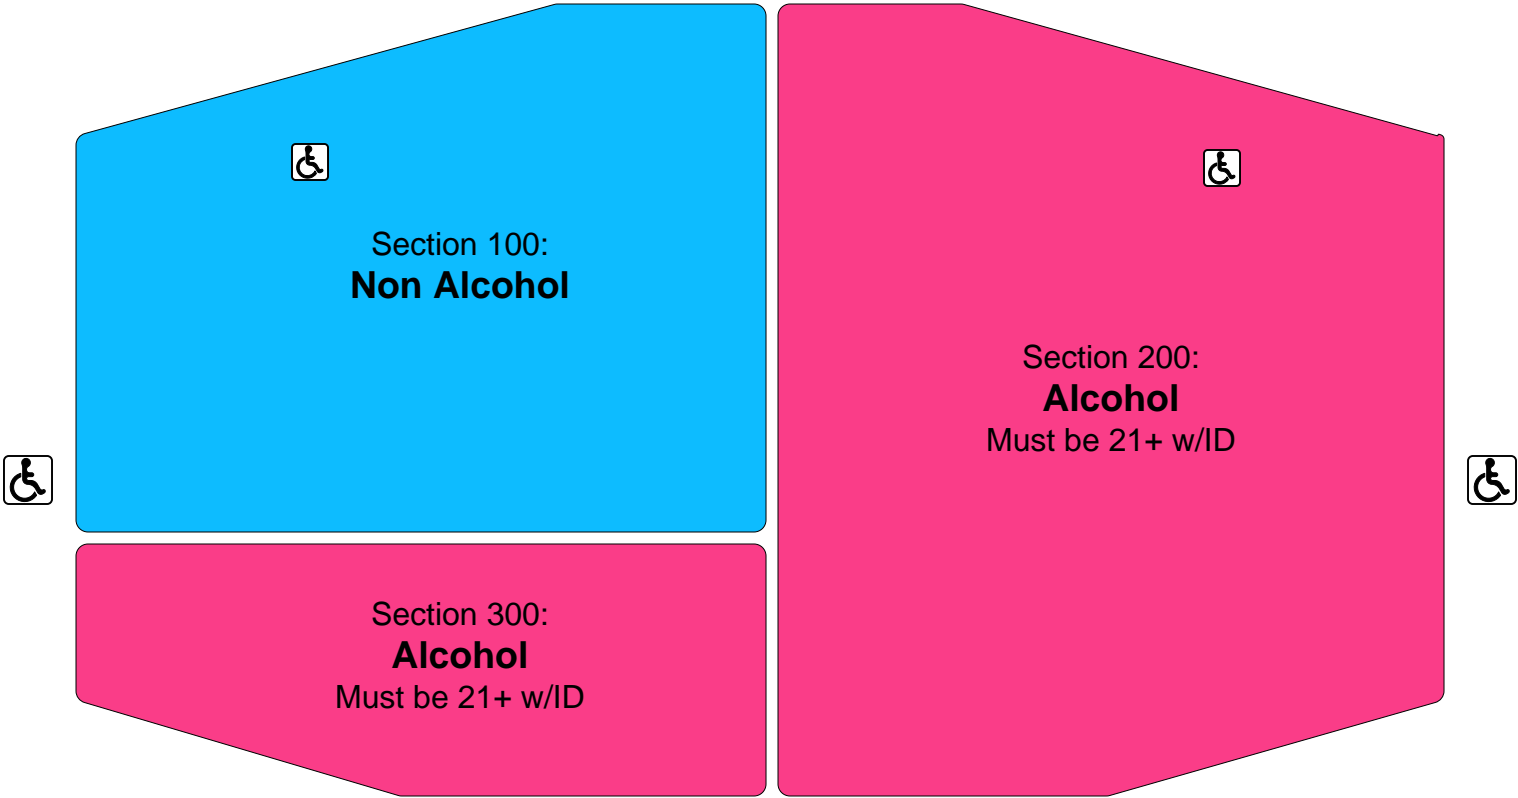 Section 100:
Non Alcohol
Section 200:
Alcohol
Must be 21+ w/ID
Section 300:
Alcohol
Must be 21+ w/ID